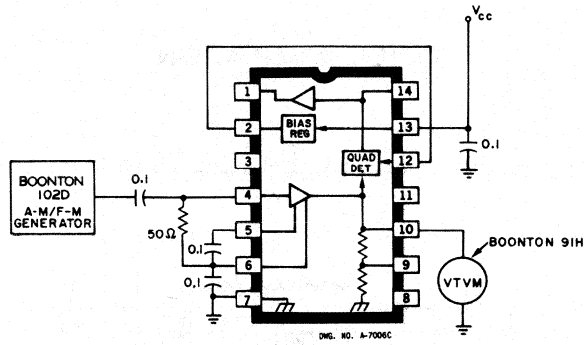 VCC
1
14
2
BIAS
REG
13
0.1
3
QUAD
DET
12
BOONTON
102D
A-M/F-M
GENERATOR
0.1
4
11
50Ω
5
10
BOONTON 91H
0.1
6
9
VTVM
0.1
7
8
DWG. NO. A-7006C